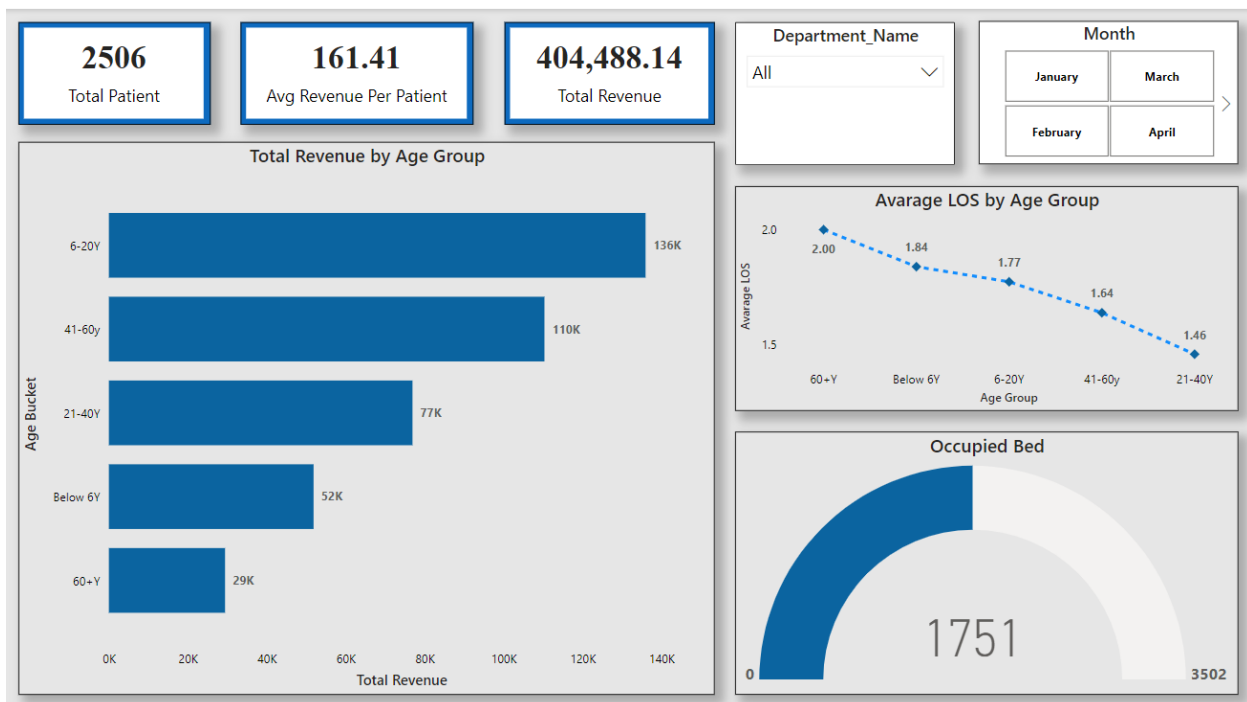 2506
Total Patient
161.41
Avg Revenue Per Patient
404,488.14
Total Revenue
Department_Name
All
Month
January
March
February
April
Total Revenue by Age Group
Age Bucket
6-20Y
136K
41-60y
110K
21-40Y
77K
Below 6Y
52K
60+Y
29K
0K 20K 40K 60K 80K 100K 120K 140K
Total Revenue
Avarage LOS by Age Group
Avarage LOS
2.0
1.5
2.00
1.84
1.77
1.64
1.46
60+Y Below 6Y 6-20Y 41-60y 21-40Y
Age Group
Occupied Bed
1751
0
3502